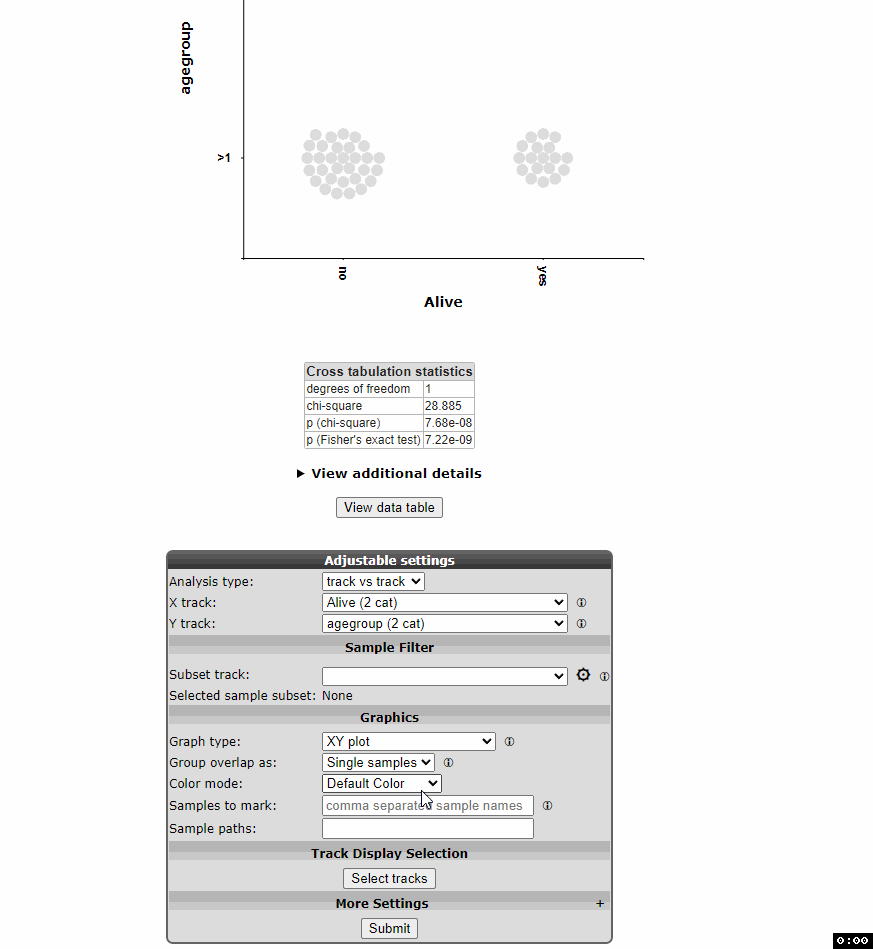 agegroup
>1
no
yes
Alive
Cross tabulation statistics
degrees of freedom 1
chi-square 28.885
p (chi-square) 7.68e-08
p (Fisher's exact test) 7.22e-09
► View additional details
View data table
Adjustable settings
Analysis type: track vs track
X track: Alive (2 cat)
Y track: agegroup (2 cat)
Sample Filter
Subset track:
Selected sample subset: None
Graphics
Graph type: XY plot
Group overlap as: Single samples
Color mode: Default Color
Samples to mark: comma separated sample names
Sample paths:
Track Display Selection
Select tracks
More Settings +
Submit
0:00